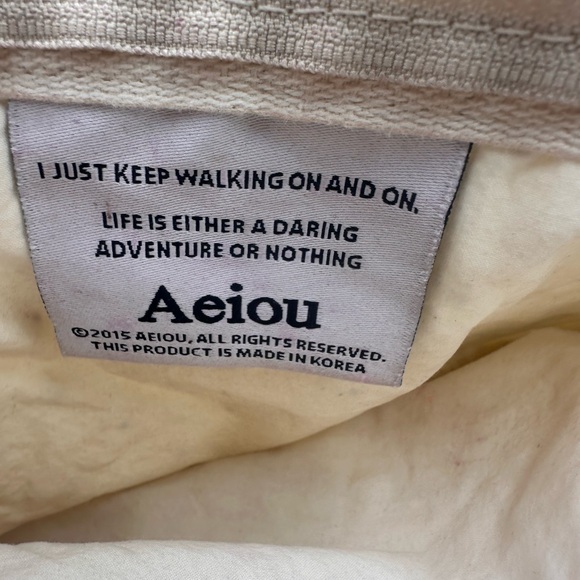 I JUST KEEP WALKING ON AND ON.
LIFE IS EITHER A DARING
ADVENTURE OR NOTHING
Aeiou
©2015 AEIOU, ALL RIGHTS RESERVED.
THIS PRODUCT IS MADE IN KOREA